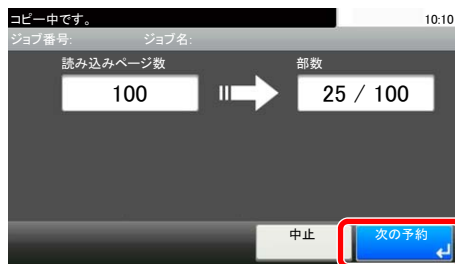 コピー中です。 10:10
ジョブ番号: ジョブ名:
読み込みページ数 部数
100 25 / 100
中止 次の予約